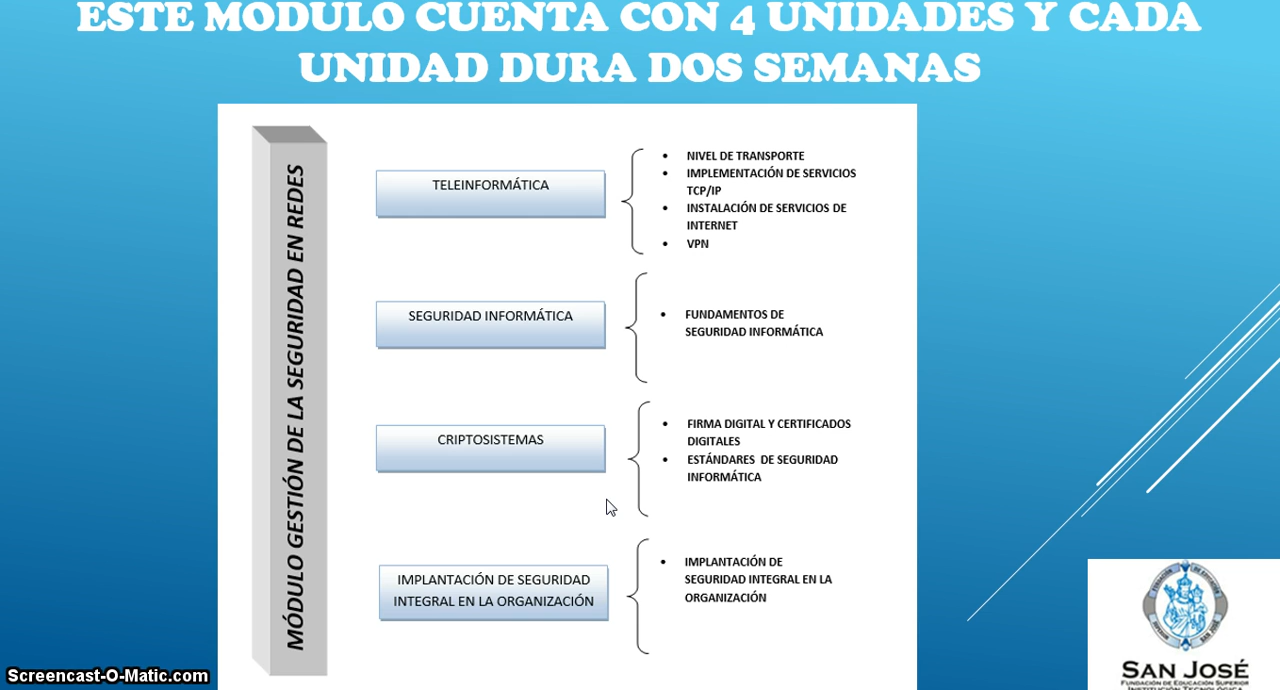 ESTE MODULO CUENTA CON 4 UNIDADES Y CADA
UNIDAD DURA DOS SEMANAS
MÓDULO GESTIÓN DE LA SEGURIDAD EN REDES
TELEINFORMÁTICA
• NIVEL DE TRANSPORTE
• IMPLEMENTACIÓN DE SERVICIOS
TCP/IP
• INSTALACIÓN DE SERVICIOS DE
INTERNET
• VPN
SEGURIDAD INFORMÁTICA
• FUNDAMENTOS DE
SEGURIDAD INFORMÁTICA
CRIPTOSISTEMAS
• FIRMA DIGITAL Y CERTIFICADOS
DIGITALES
• ESTÁNDARES DE SEGURIDAD
INFORMÁTICA
IMPLANTACIÓN DE SEGURIDAD
INTEGRAL EN LA ORGANIZACIÓN
• IMPLANTACIÓN DE
SEGURIDAD INTEGRAL EN LA
ORGANIZACIÓN
SAN JOSÉ
FUNDACIÓN DE EDUCACIÓN SUPERIOR
INSTITUCIÓN TECNOLÓGICA
Screencast-O-Matic.com